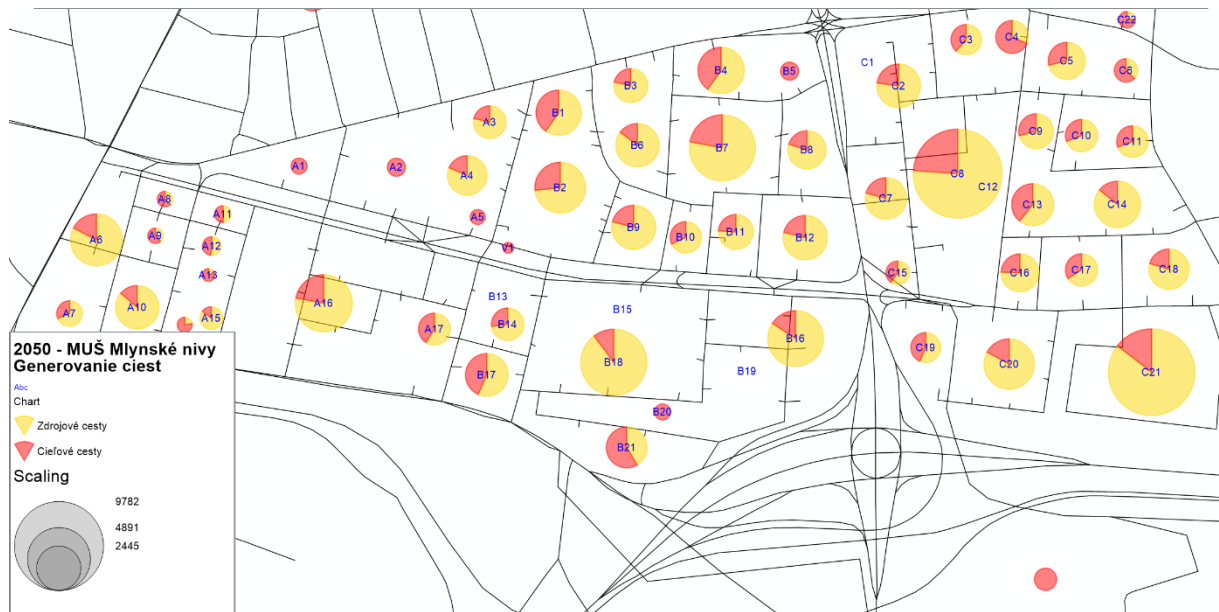 C22
C3
C4
C1
C5
B4
B5
C6
B3
C2
B1
A3
C9
C10
C11
B6
B7
B8
A1
A2
A4
C8
C12
B2
A8
C7
C13
C14
A11
A5
B9
B10
B11
B12
A6
A9
A12
V1
A13
C15
C16
C17
C18
B13
A16
A7
A10
A15
B14
B15
A17
B16
C19
B18
C20
B17
B19
C21
B20
B21
2050 - MUŠ Mlynské nivy
Generovanie ciest
Abc
Chart
Zdrojové cesty
Cieľové cesty
Scaling
9782
4891
2445